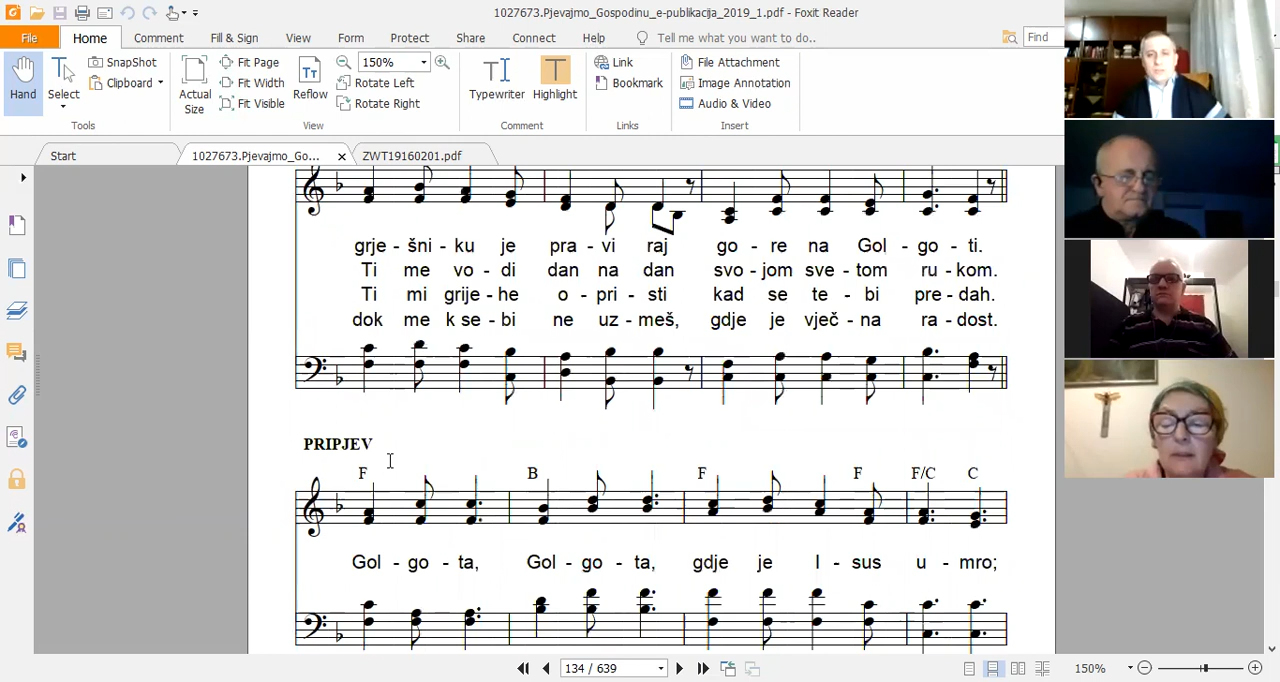 1027673.Pjevajmo_Gospodinu_e-publikacija_2019_1.pdf - Foxit Reader
File Home Comment Fill & Sign View Form Protect Share Connect Help Tell me what you want to do.. Find
Hand
Select
SnapShot
Clipboard
Tools
Actual Size
Fit Page
Fit Width
Fit Visible
Reflow
150%
Rotate Left
Rotate Right
View
Typewriter
Highlight
Comment
Link
Bookmark
Links
File Attachment
Image Annotation
Audio & Video
Insert
Start
1027673.Pjevajmo_Go...
ZWT19160201.pdf
grje - šni - ku je pra - vi raj go - re na Gol - go - ti.
Ti me vo - di dan na dan svo - jom sve - tom ru - kom.
Ti mi grije - he o - pri - sti kad se te - bi pre - dah.
dok me k se - bi ne uz - meš, gdje je vječ - na ra - dost.
PRIPJEV
F B F F F/C C
Gol - go - ta, Gol - go - ta, gdje je I - sus u - mro;
134 / 639
150%